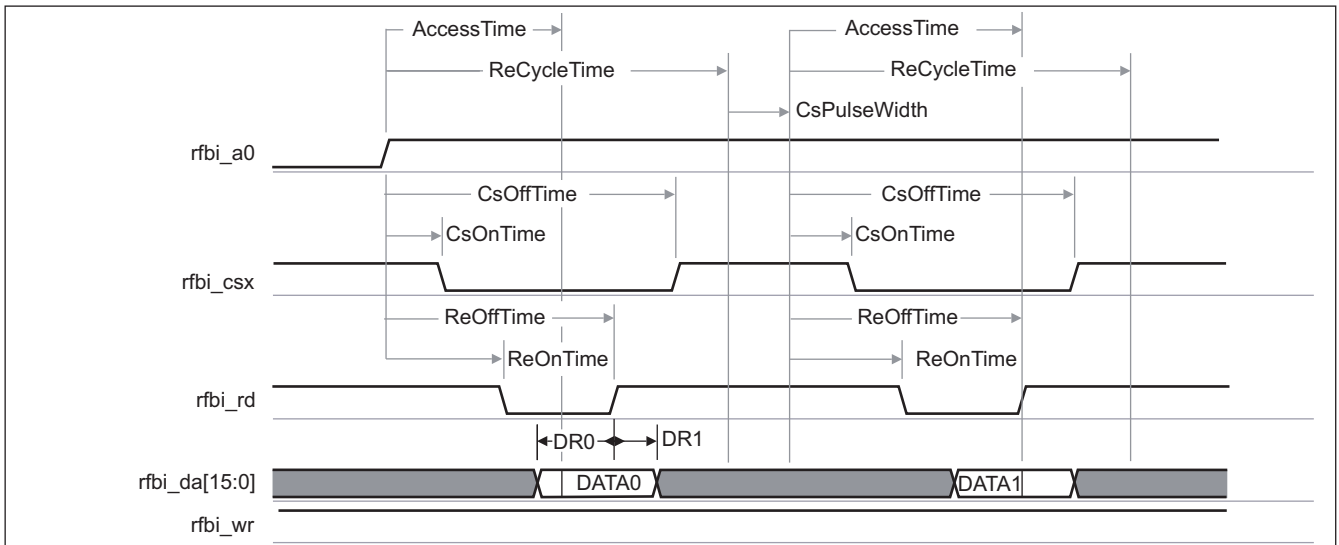 AccessTime AccessTime
ReCycleTime ReCycleTime
CsPulseWidth
rfbi_a0
CsOffTime CsOffTime
CsOnTime CsOnTime
rfbi_csx
ReOffTime ReOffTime
ReOnTime ReOnTime
rfbi_rd
DR0 DR1
rfbi_da[15:0] DATA0 DATA1
rfbi_wr